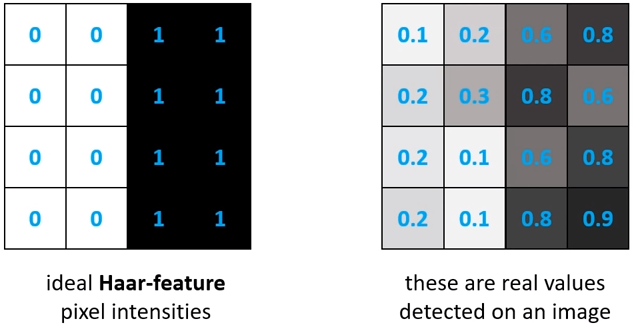 0 0 1 1
0 0 1 1
0 0 1 1
0 0 1 1
ideal Haar-feature
pixel intensities
0.1 0.2 0.6 0.8
0.2 0.3 0.8 0.6
0.2 0.1 0.6 0.8
0.2 0.1 0.8 0.9
these are real values
detected on an image